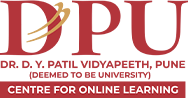 DPU
DR. D. Y. PATIL VIDYAPEETH, PUNE
(DEEMED TO BE UNIVERSITY)
CENTRE FOR ONLINE LEARNING